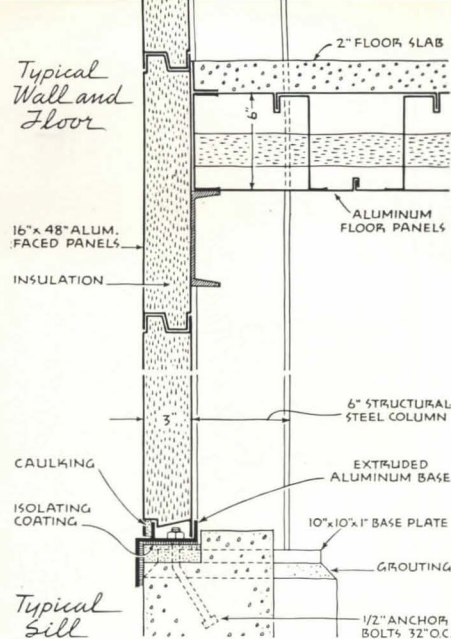 2" FLOOR SLAB
Typical
Wall and
Floor
6"
16"x 48" ALUM.
FACED PANELS
ALUMINUM
FLOOR PANELS
INSULATION
6" STRUCTURAL
STEEL COLUMN
3"
CAULKING
EXTRUDED
ALUMINUM BASE
ISOLATING
COATING
10"x10"x1" BASE PLATE
GROUTING
Typical
Sill
1/2" ANCHOR
BOLTS 32" O.C